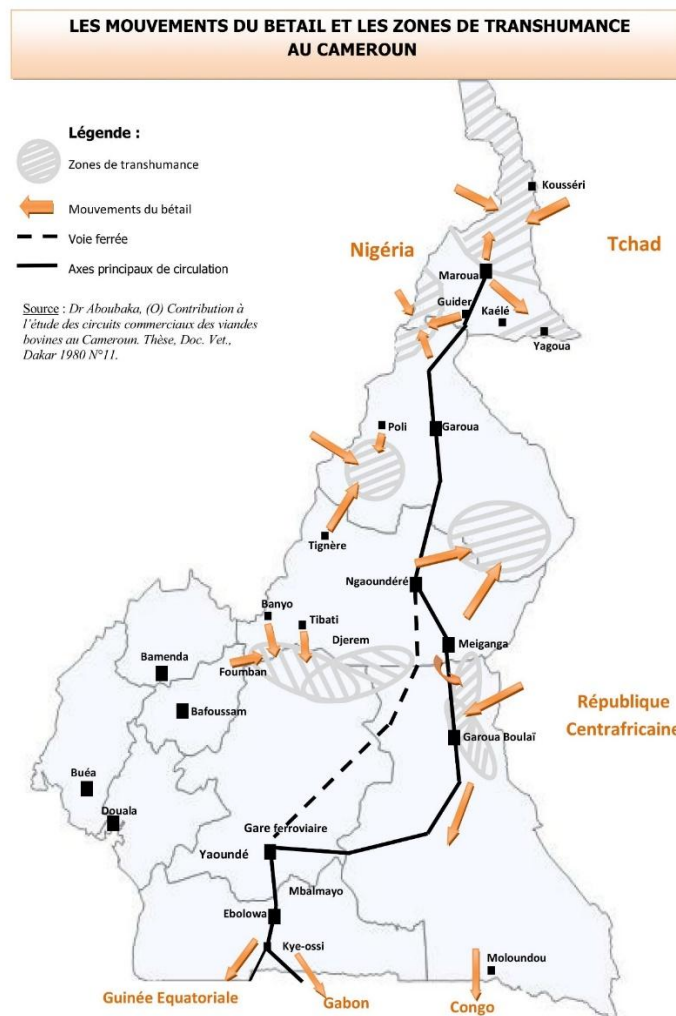 LES MOUVEMENTS DU BETAIL ET LES ZONES DE TRANSHUMANCE
AU CAMEROUN
Légende :
Zones de transhumance
Mouvements du bétail
Voie ferrée
Axes principaux de circulation
Source : Dr Aboubaka, (O) Contribution à
l'étude des circuits commerciaux des viandes
bovines au Cameroun. Thèse, Doc. Vet.,
Dakar 1980 N°11.
Kousséri
Nigéria
Tchad
Maroua
Guider
Kaélé
Yagoua
Poli
Garoua
Tignère
Ngaoundéré
Banyo
Tibati
Djerem
Meiganga
Bamenda
Foumban
République
Centrafricaine
Bafoussam
Garoua Boulaï
Buéa
Douala
Gare ferroviaire
Yaoundé
Mbalmayo
Ebolowa
Kye-ossi
Moloundou
Guinée Equatoriale
Gabon
Congo